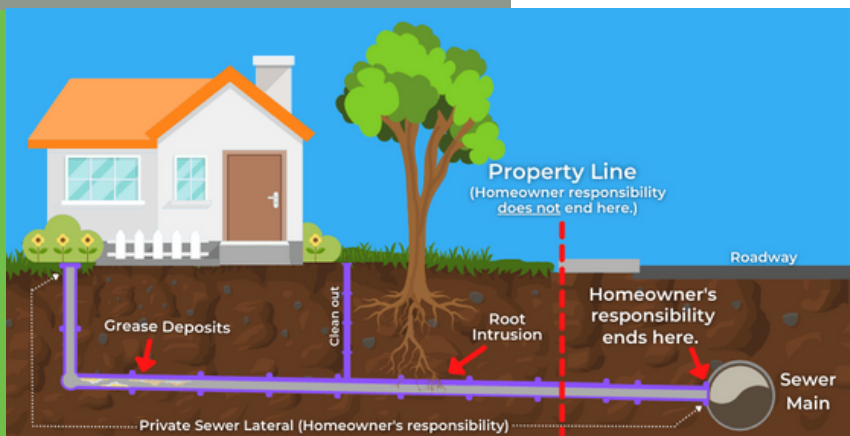 Property Line
(Homeowner responsibility
does not end here.)
Roadway
Clean out
Grease Deposits
Root
Intrusion
Homeowner's
responsibility
ends here.
Sewer
Main
Private Sewer Lateral (Homeowner's responsibility)